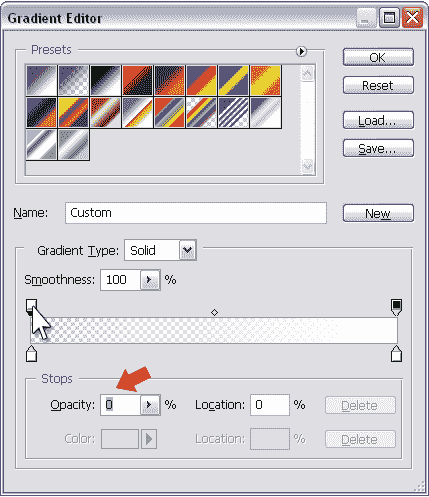 Gradient Editor
Presets
OK
Reset
Load...
Save...
Name: Custom
New
Gradient Type: Solid
Smoothness: 100 %
Stops
Opacity: 0 % Location: 0 % Delete
Color: Location: % Delete